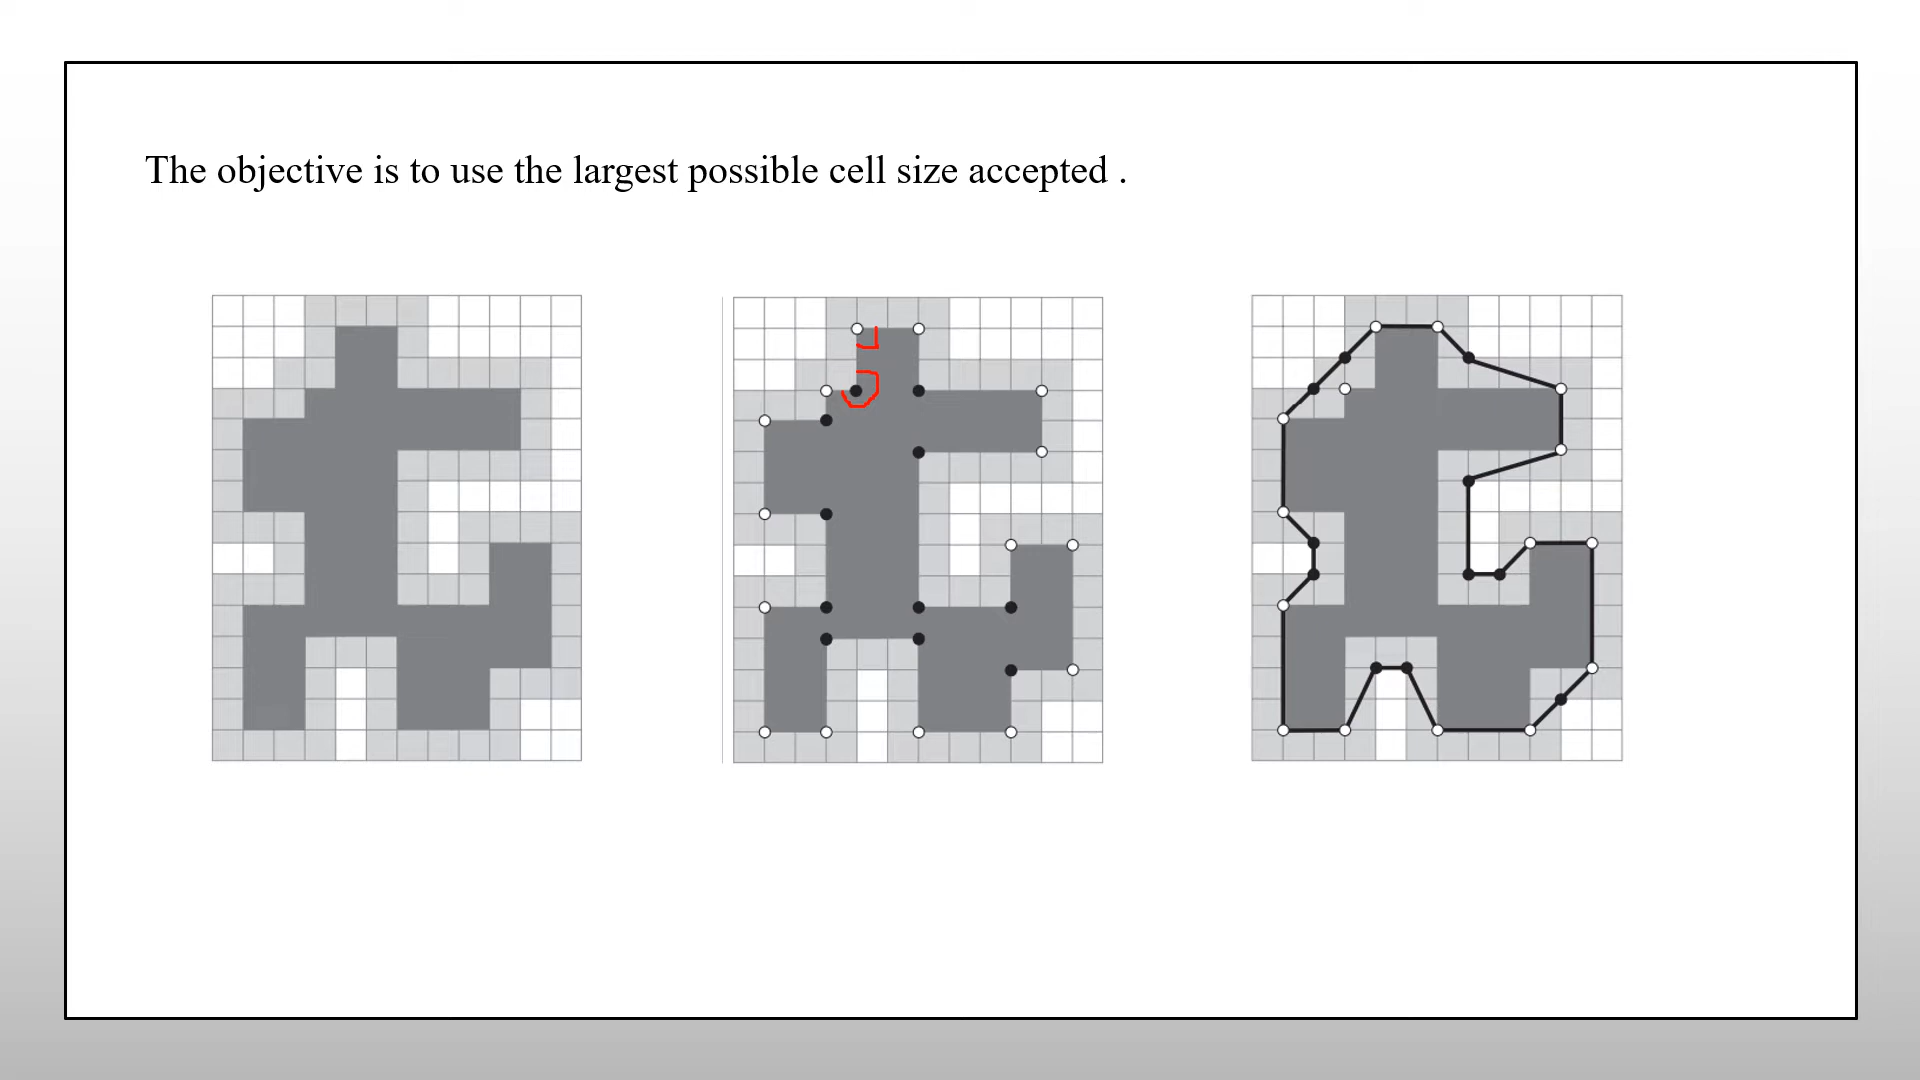 The objective is to use the largest possible cell size accepted .